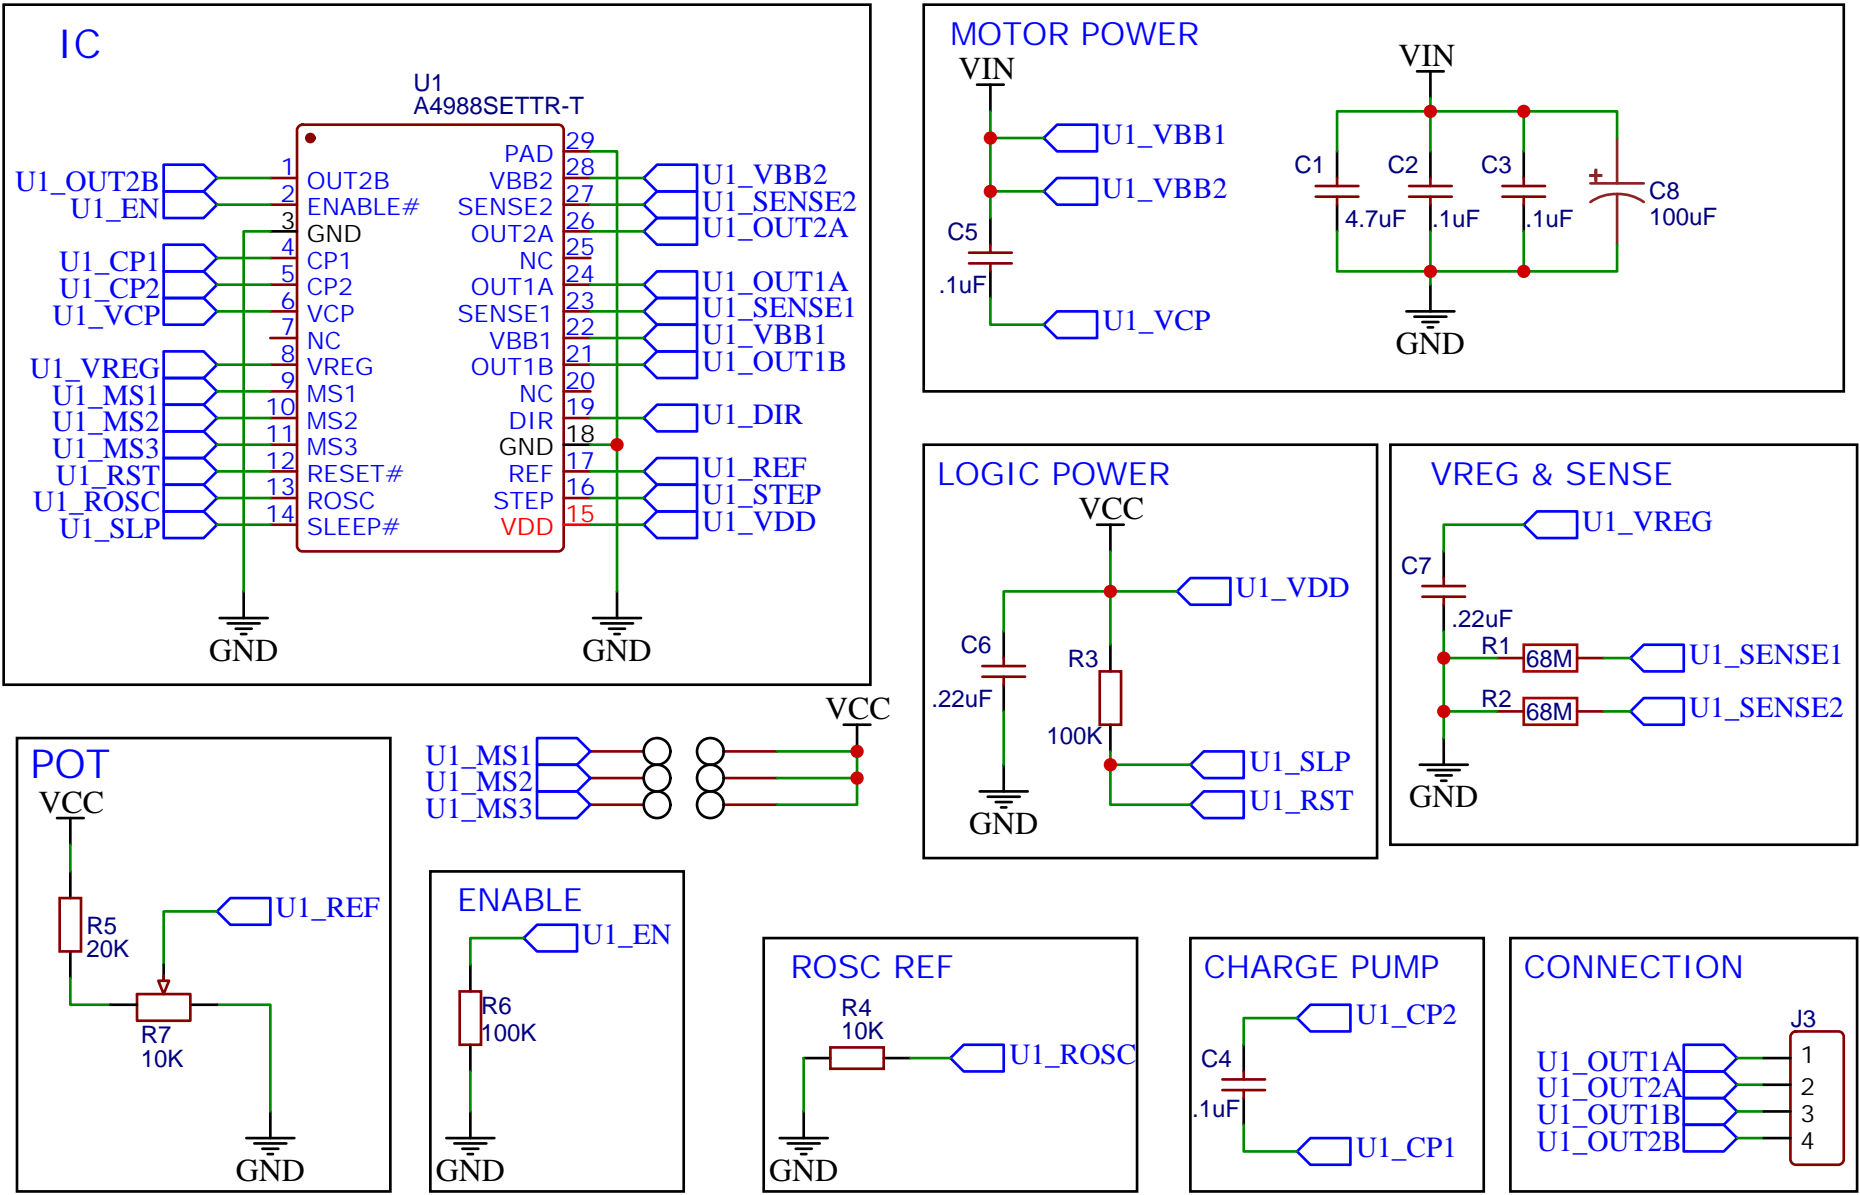 IC
U1
A4988SETTR-T
U1_OUT2B
U1_EN
U1_CP1
U1_CP2
U1_VCP
U1_VREG
U1_MS1
U1_MS2
U1_MS3
U1_RST
U1_ROSC
U1_SLP
1
2
3
4
5
6
7
8
9
10
11
12
13
14
OUT2B
ENABLE#
GND
CP1
CP2
VCP
NC
VREG
MS1
MS2
MS3
RESET#
ROSC
SLEEP#
PAD
VBB2
SENSE2
OUT2A
NC
OUT1A
SENSE1
VBB1
OUT1B
NC
DIR
GND
REF
STEP
VDD
29
28
27
26
25
24
23
22
21
20
19
18
17
16
15
U1_VBB2
U1_SENSE2
U1_OUT2A
U1_OUT1A
U1_SENSE1
U1_VBB1
U1_OUT1B
U1_DIR
U1_REF
U1_STEP
U1_VDD
GND
GND
MOTOR POWER
VIN
U1_VBB1
U1_VBB2
C5
.1uF
U1_VCP
VIN
C1
4.7uF
C2
.1uF
C3
.1uF
+
C8
100uF
GND
LOGIC POWER
VCC
U1_VDD
C6
.22uF
R3
100K
U1_SLP
U1_RST
GND
VREG & SENSE
U1_VREG
C7
.22uF
R1
68M
U1_SENSE1
R2
68M
U1_SENSE2
GND
VCC
U1_MS1
U1_MS2
U1_MS3
POT
VCC
R5
20K
U1_REF
R7
10K
GND
ENABLE
U1_EN
R6
100K
GND
ROSC REF
R4
10K
U1_ROSC
GND
CHARGE PUMP
U1_CP2
C4
.1uF
U1_CP1
CONNECTION
J3
U1_OUT1A
1
U1_OUT2A
2
U1_OUT1B
3
U1_OUT2B
4